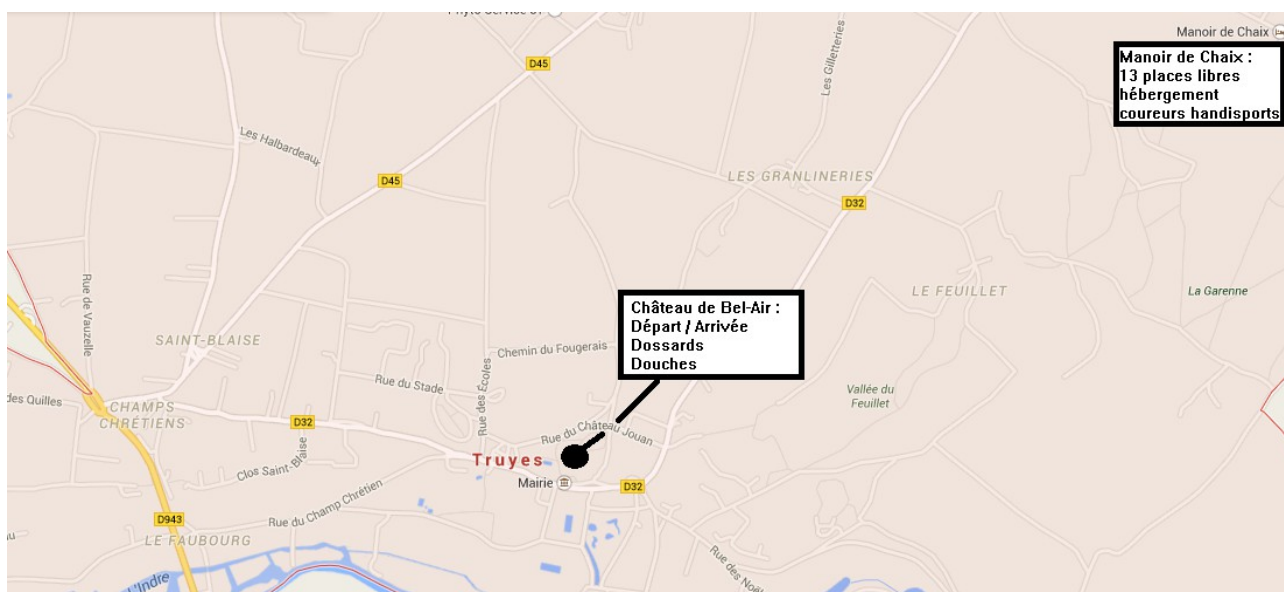 Manoir de Chaix
Manoir de Chaix :
13 places libres
hébergement
coureurs handisports
D45
Les Gilletteries
Les Halbardeaux
D45
LES GRANLINERIES
D32
LE FEUILLET
La Garenne
Rue de Vauzelle
Château de Bel-Air :
Départ / Arrivée
Dossards
Douches
SAINT-BLAISE
Chemin du Fougerais
Rue du Stade
Rue des Écoles
Vallée du
Feuillet
des Quilles
CHAMPS
CHRÉTIENS
D32
Rue du Château Jouan
Clos Saint-Blaise
Truyes
Mairie
D32
Rue du Champ Chrétien
D943
LE FAUBOURG
Rue des Noël
L'Indre